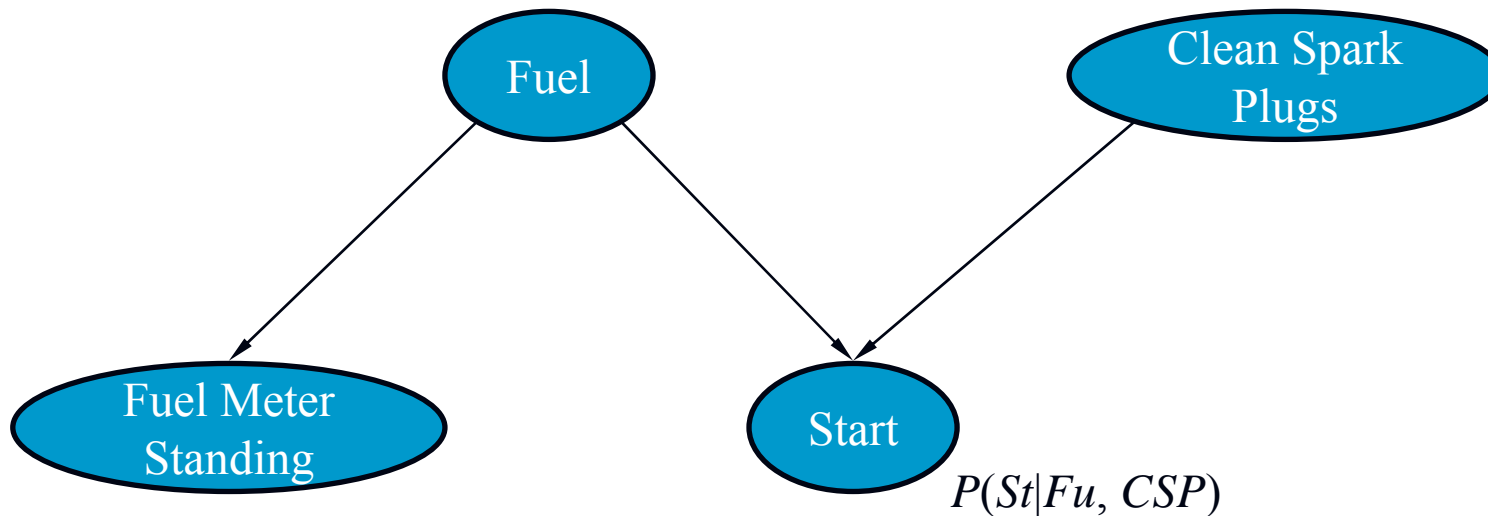 Fuel
Clean Spark
Plugs
Fuel Meter
Standing
Start
P(St|Fu, CSP)